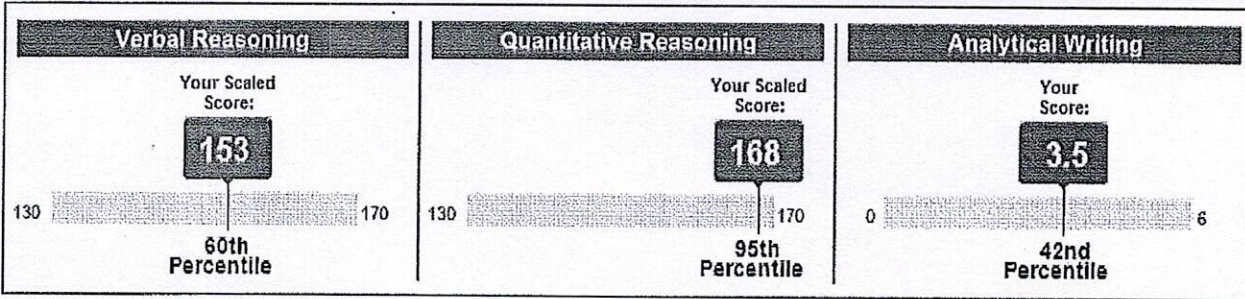 Verbal Reasoning
Your Scaled
Score:
153
130
170
60th
Percentile
Quantitative Reasoning
Your Scaled
Score:
168
130
170
95th
Percentile
Analytical Writing
Your
Score:
3.5
0
6
42nd
Percentile